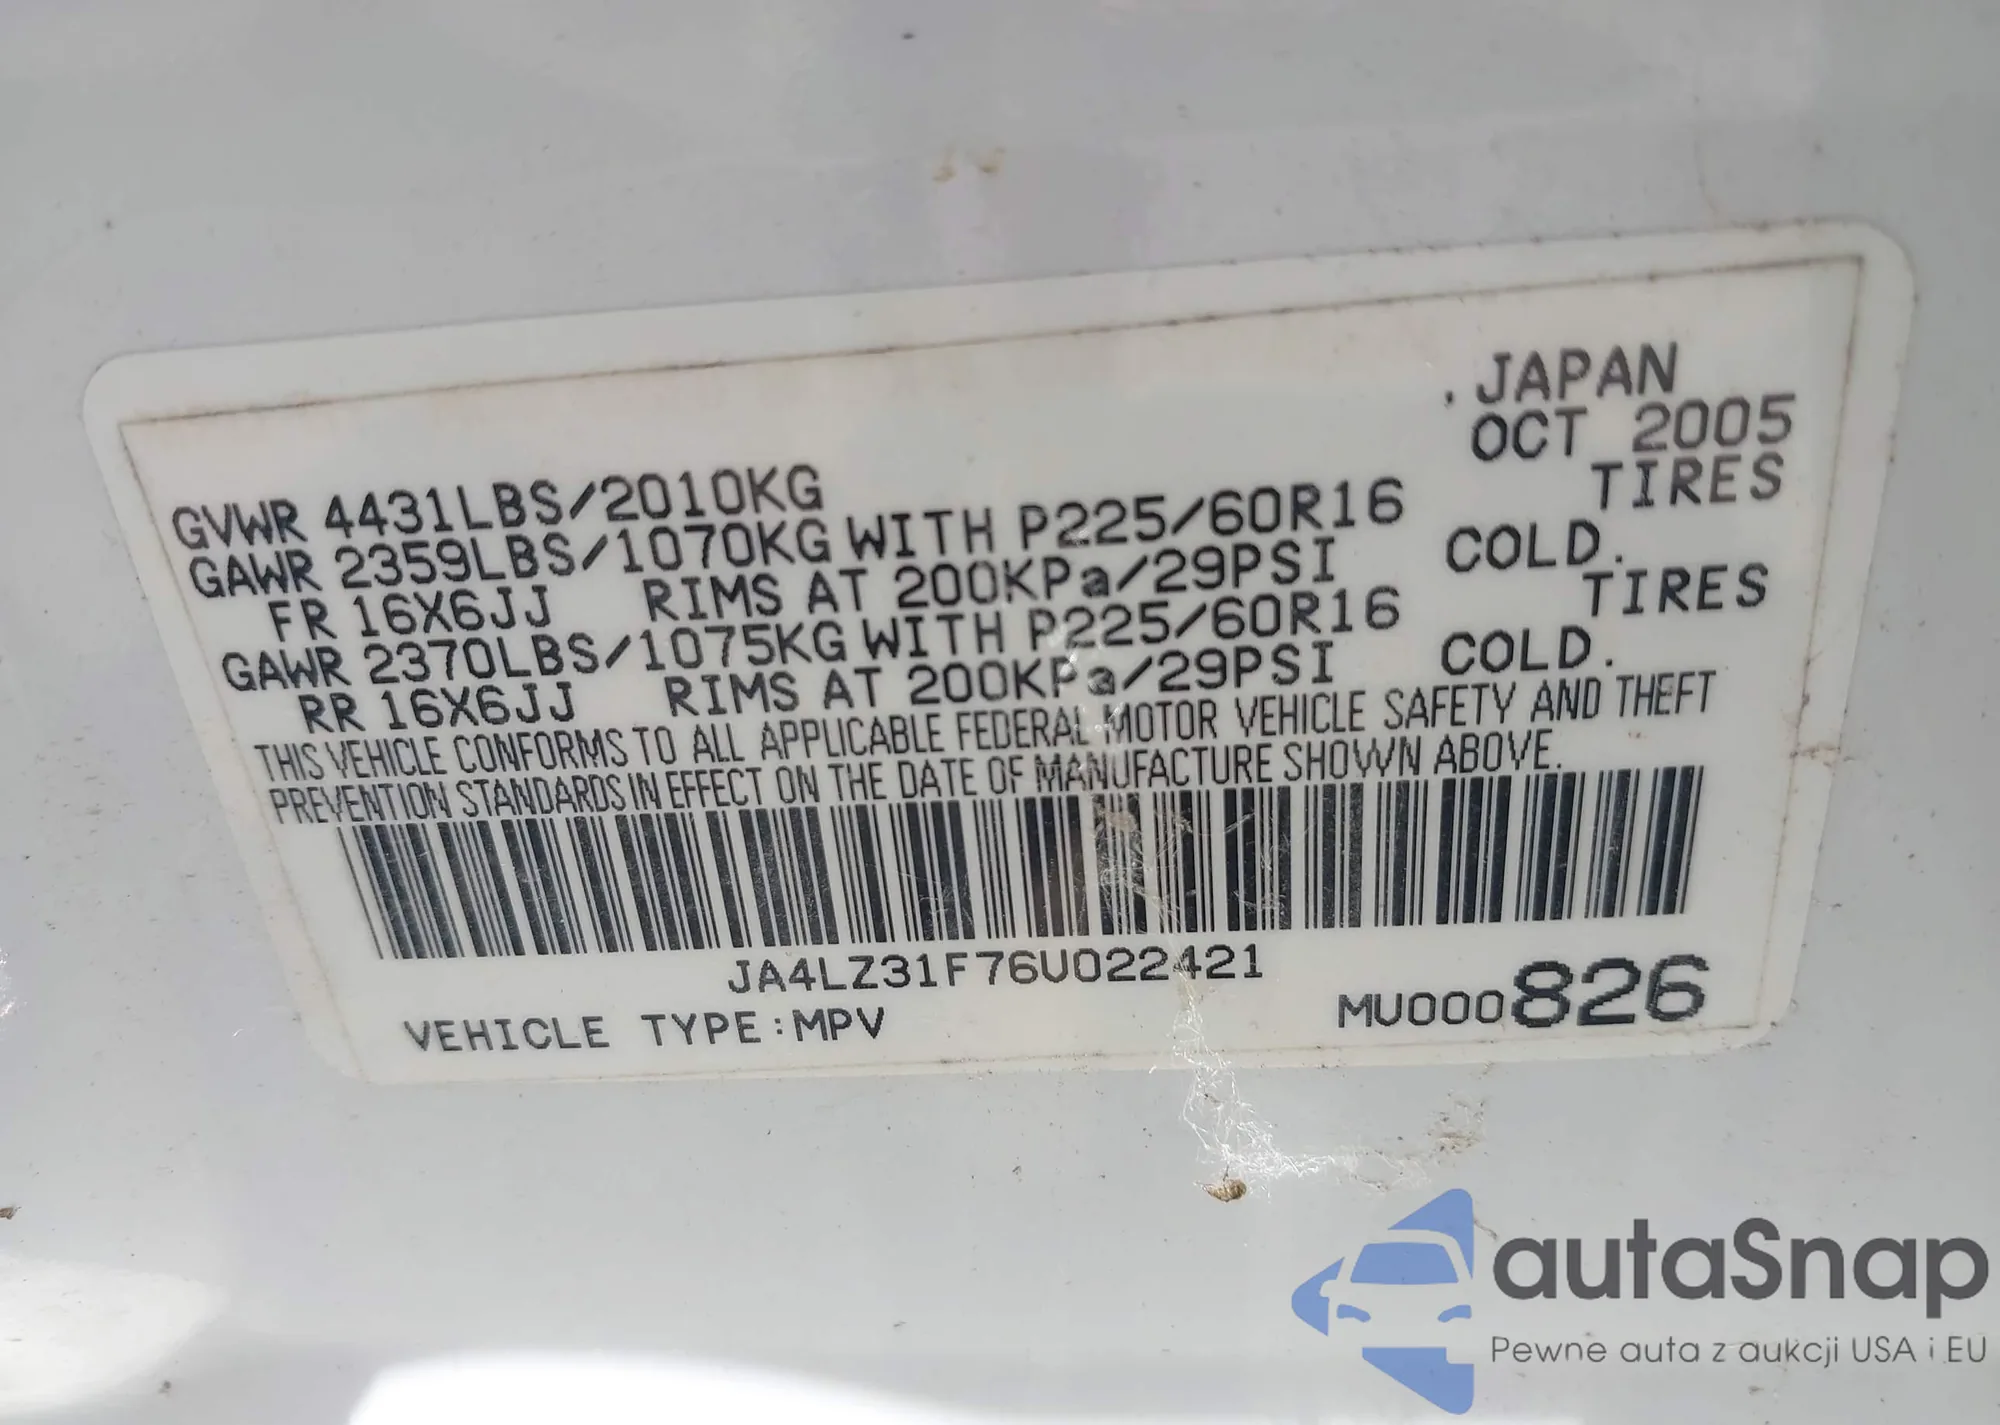 .JAPAN
OCT 2005
GVWR 4431LBS/2010KG
GAWR 2359LBS/1070KG WITH P225/60R16 TIRES
FR 16X6JJ RIMS AT 200KPa/29PSI COLD.
GAWR 2370LBS/1075KG WITH P225/60R16 TIRES
RR 16X6JJ RIMS AT 200KPa/29PSI COLD.
THIS VEHICLE CONFORMS TO ALL APPLICABLE FEDERAL MOTOR VEHICLE SAFETY AND THEFT
PREVENTION STANDARDS IN EFFECT ON THE DATE OF MANUFACTURE SHOWN ABOVE.
JA4LZ31F76U022421
VEHICLE TYPE:MPV MU000826
autaSnap
Pewne auta z aukcji USA i EU